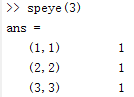 >> speye(3)
ans =
   (1,1)        1
   (2,2)        1
   (3,3)        1